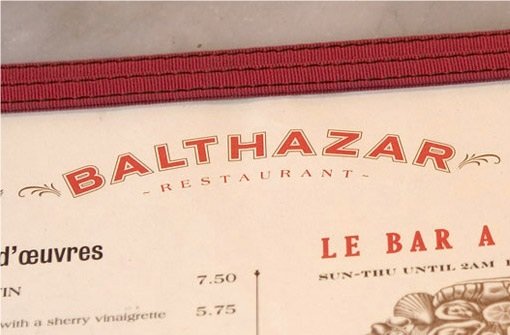 BALTHAZAR
- RESTAURANT -
d'œuvres
7.50
with a sherry vinaigrette 5.75
LE BAR A
SUN-THU UNTIL 2AM